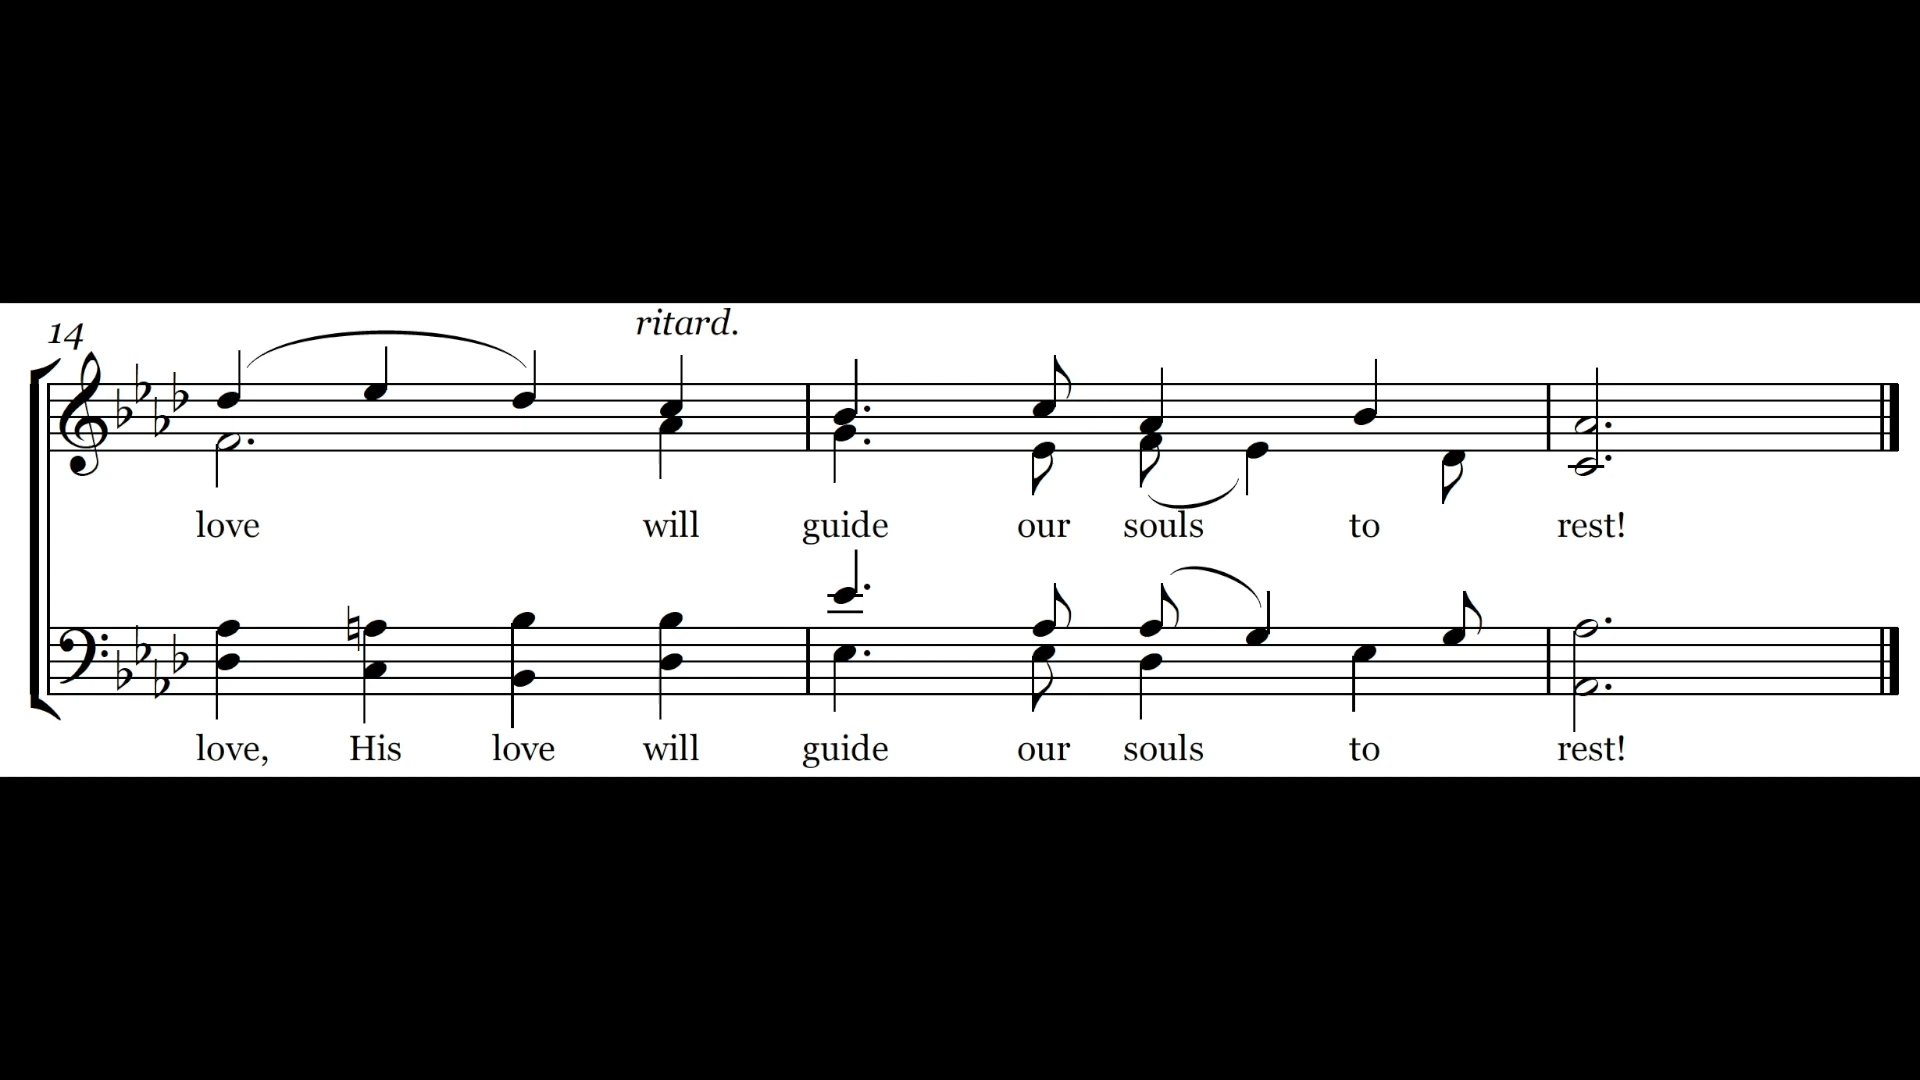 14
ritard.
love will guide our souls to rest!
love, His love will guide our souls to rest!